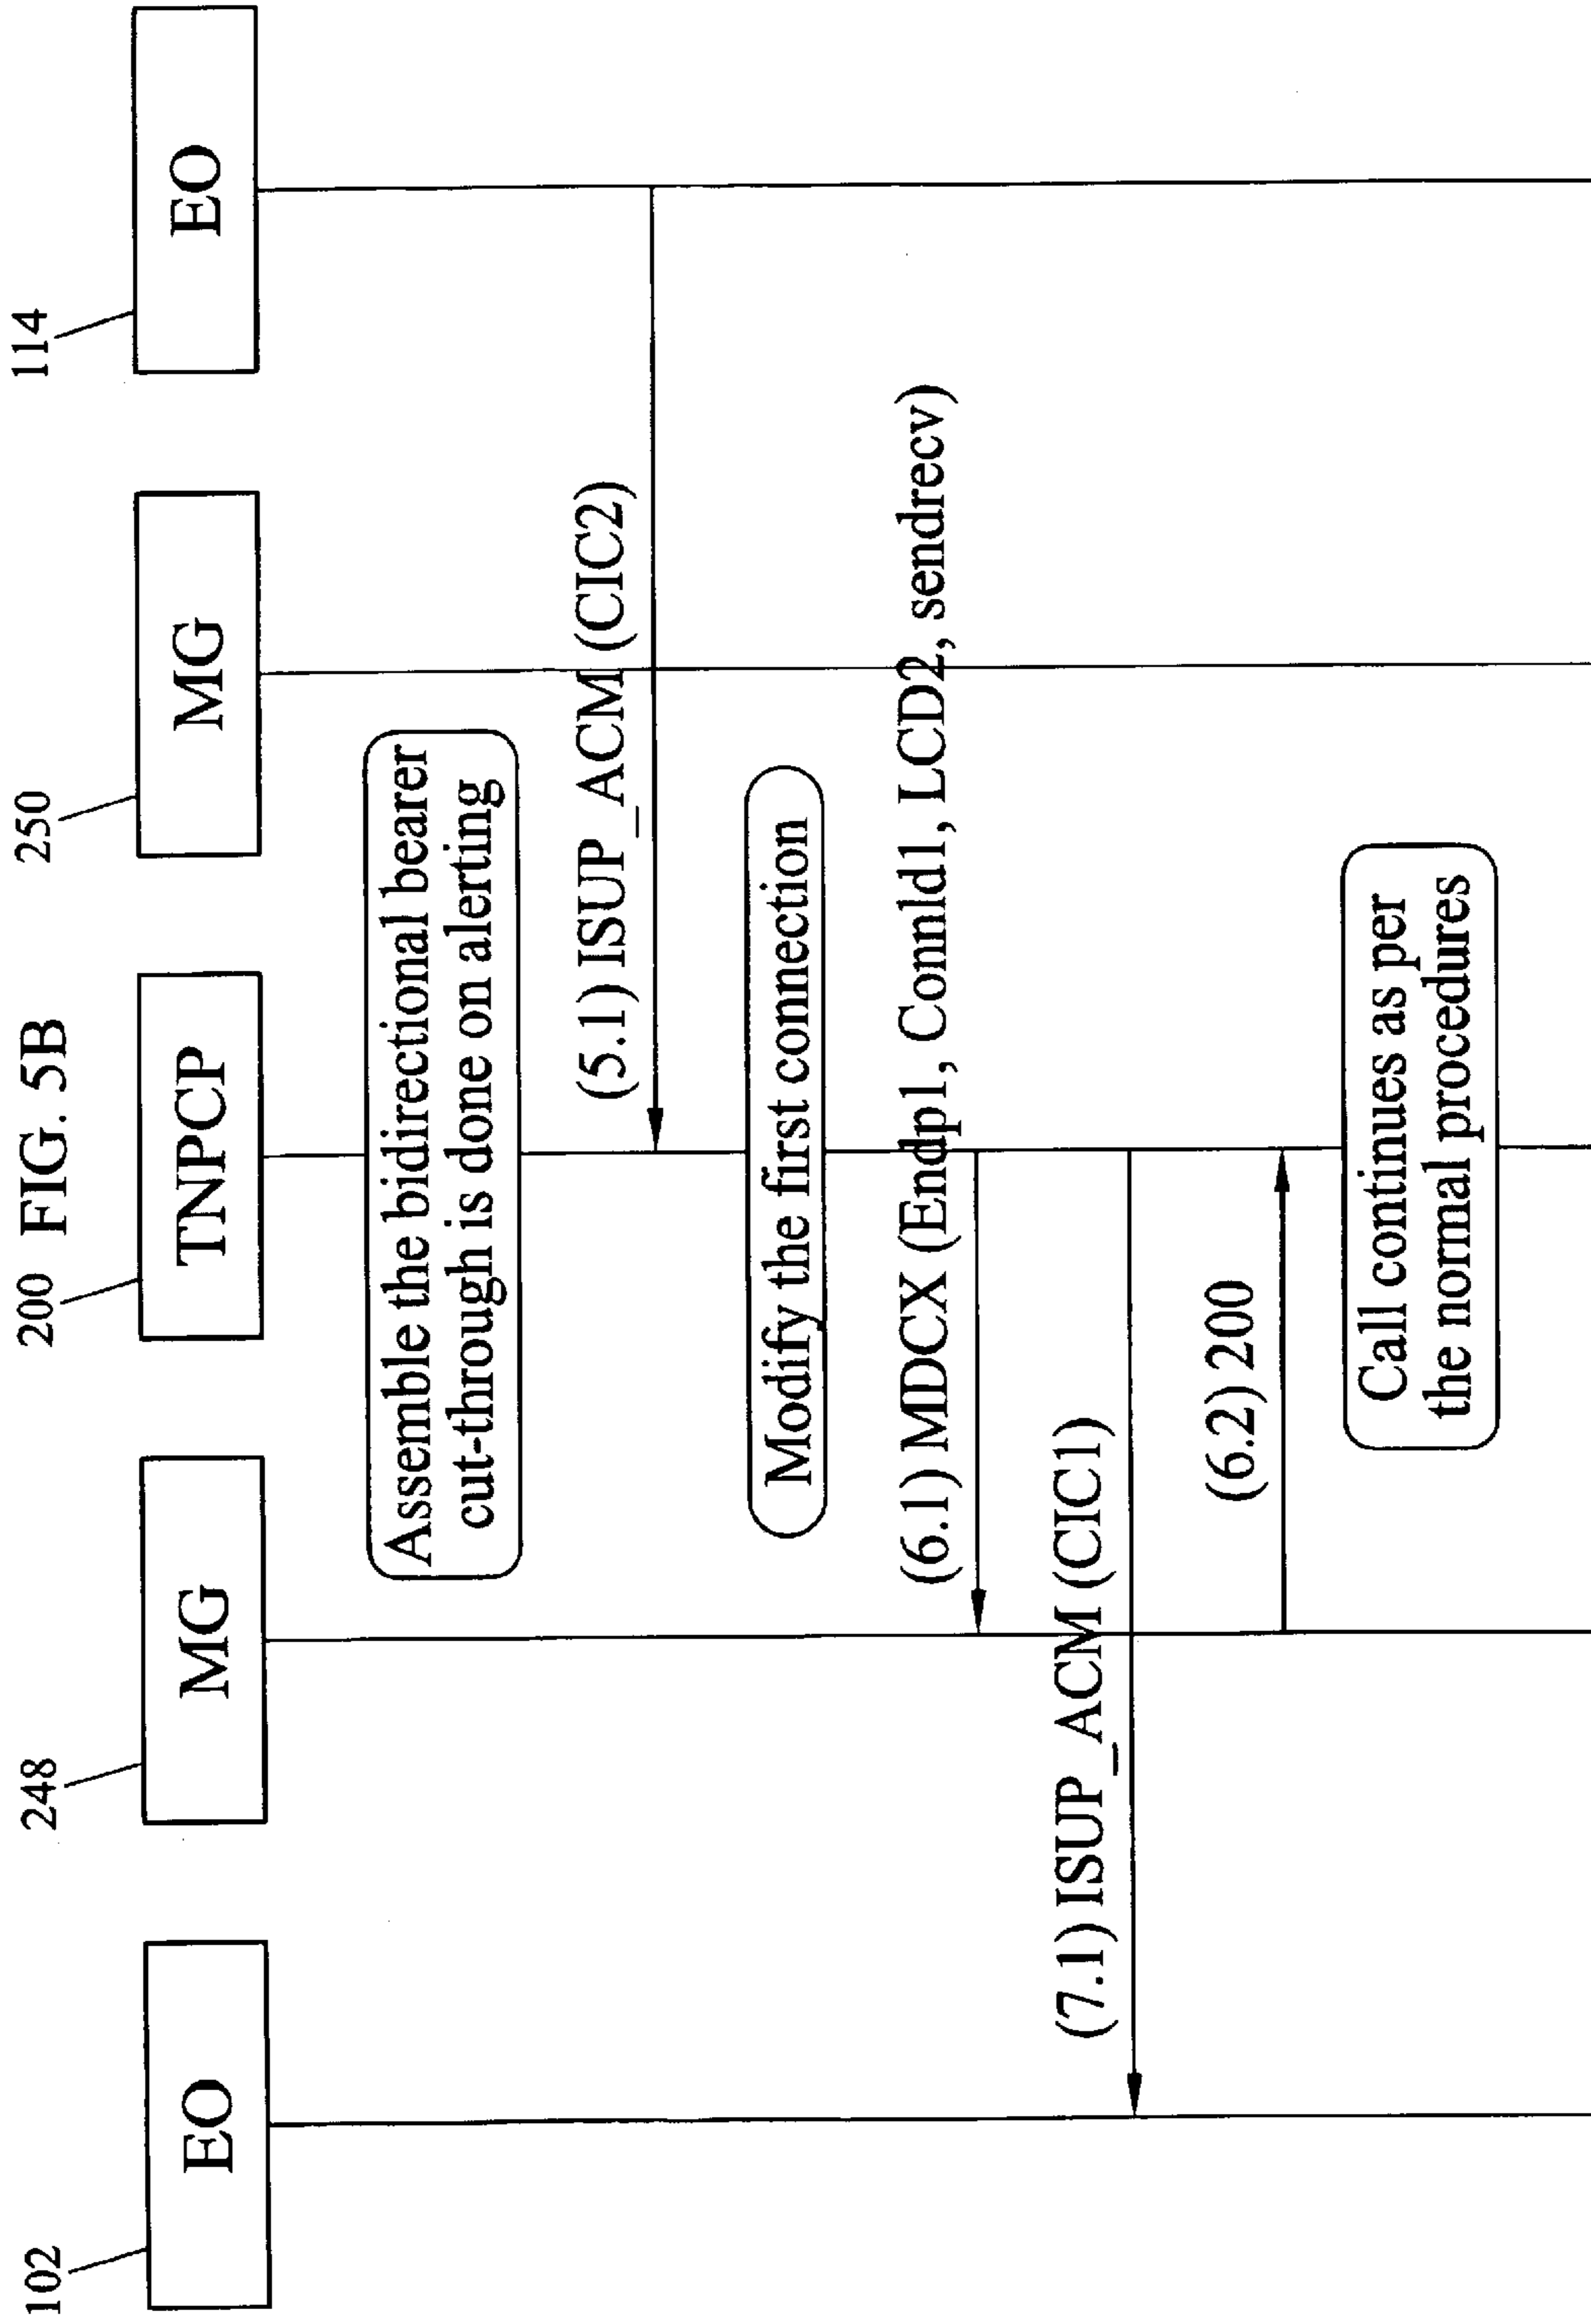 FIG. 5B
102
248
200
250
114
EO
MG
TNPCP
MG
EO
Assemble the bidirectional bearer
cut-through is done on alerting
(5.1) ISUP_ACM (CIC2)
Modify the first connection
(6.1) MDCX (Endp1, ConnId1, LCD2, sendrecv)
(7.1) ISUP_ACM (CIC1)
(6.2) 200
Call continues as per
the normal procedures